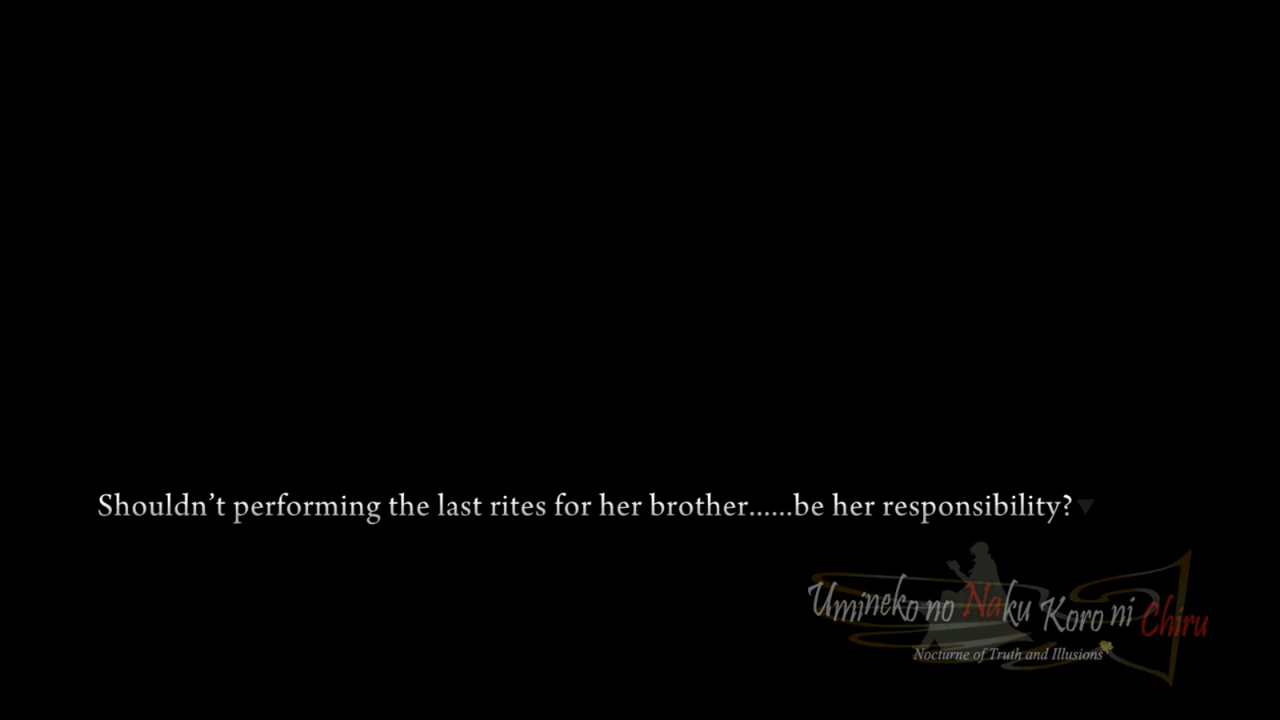 Shouldn’t performing the last rites for her brother......be her responsibility?
Umineko no Naku Koro ni Chiru
Nocturne of Truth and Illusions